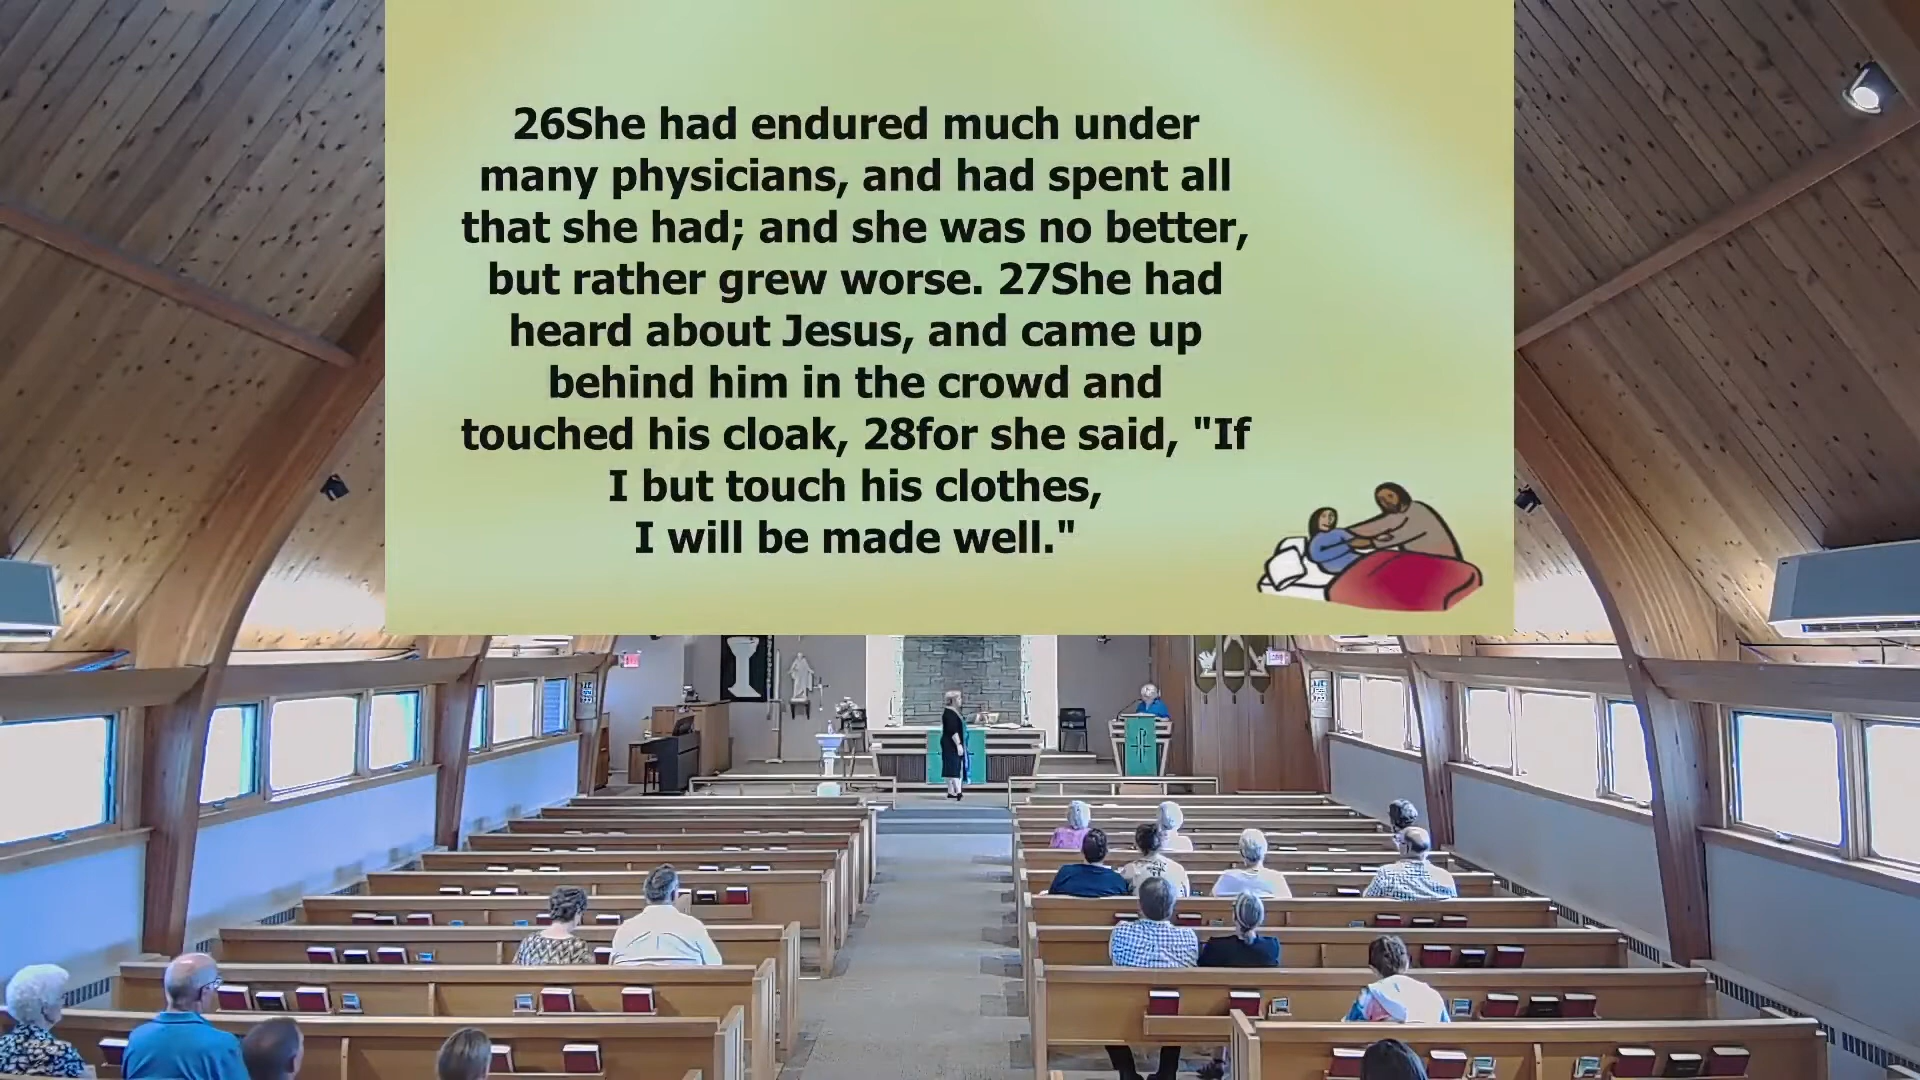 26She had endured much under
many physicians, and had spent all
that she had; and she was no better,
but rather grew worse. 27She had
heard about Jesus, and came up
behind him in the crowd and
touched his cloak, 28for she said, "If
I but touch his clothes,
I will be made well."